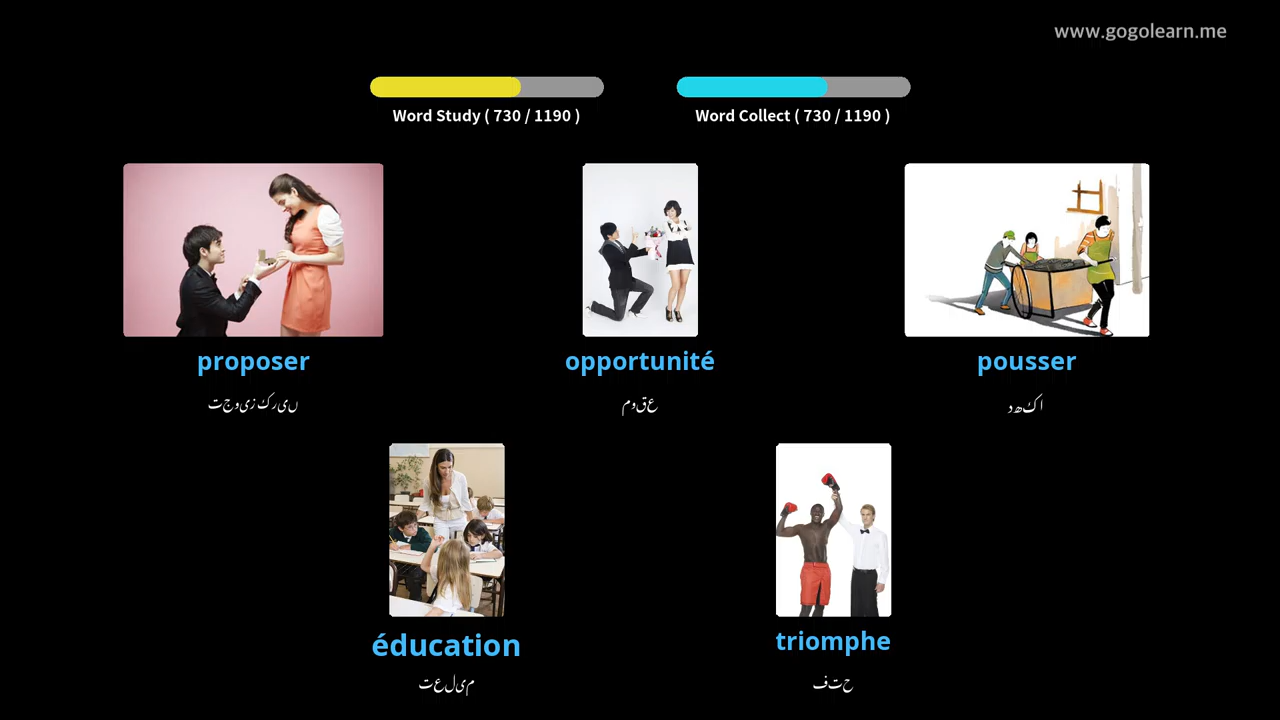 www.gogolearn.me
Word Study ( 730 / 1190 )
Word Collect ( 730 / 1190 )
proposer
opportunité
pousser
تجویز کریں
موقع
دھکا
éducation
triomphe
تعلیم
فتح